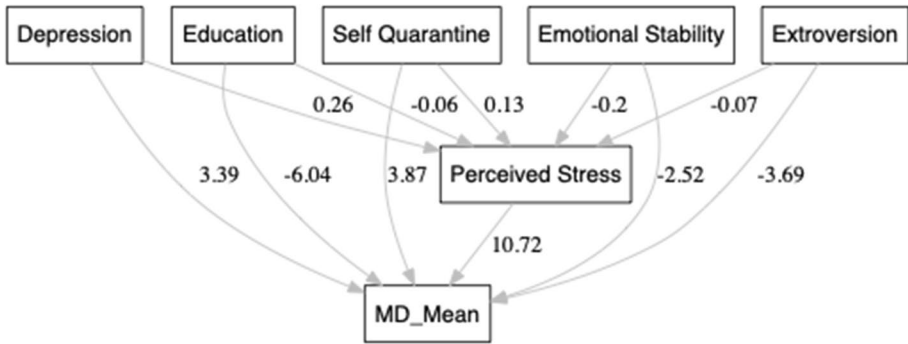 Depression
Education
Self Quarantine
Emotional Stability
Extroversion
0.26
-0.06
0.13
-0.2
-0.07
3.39
-6.04
3.87
Perceived Stress
-2.52
-3.69
10.72
MD_Mean